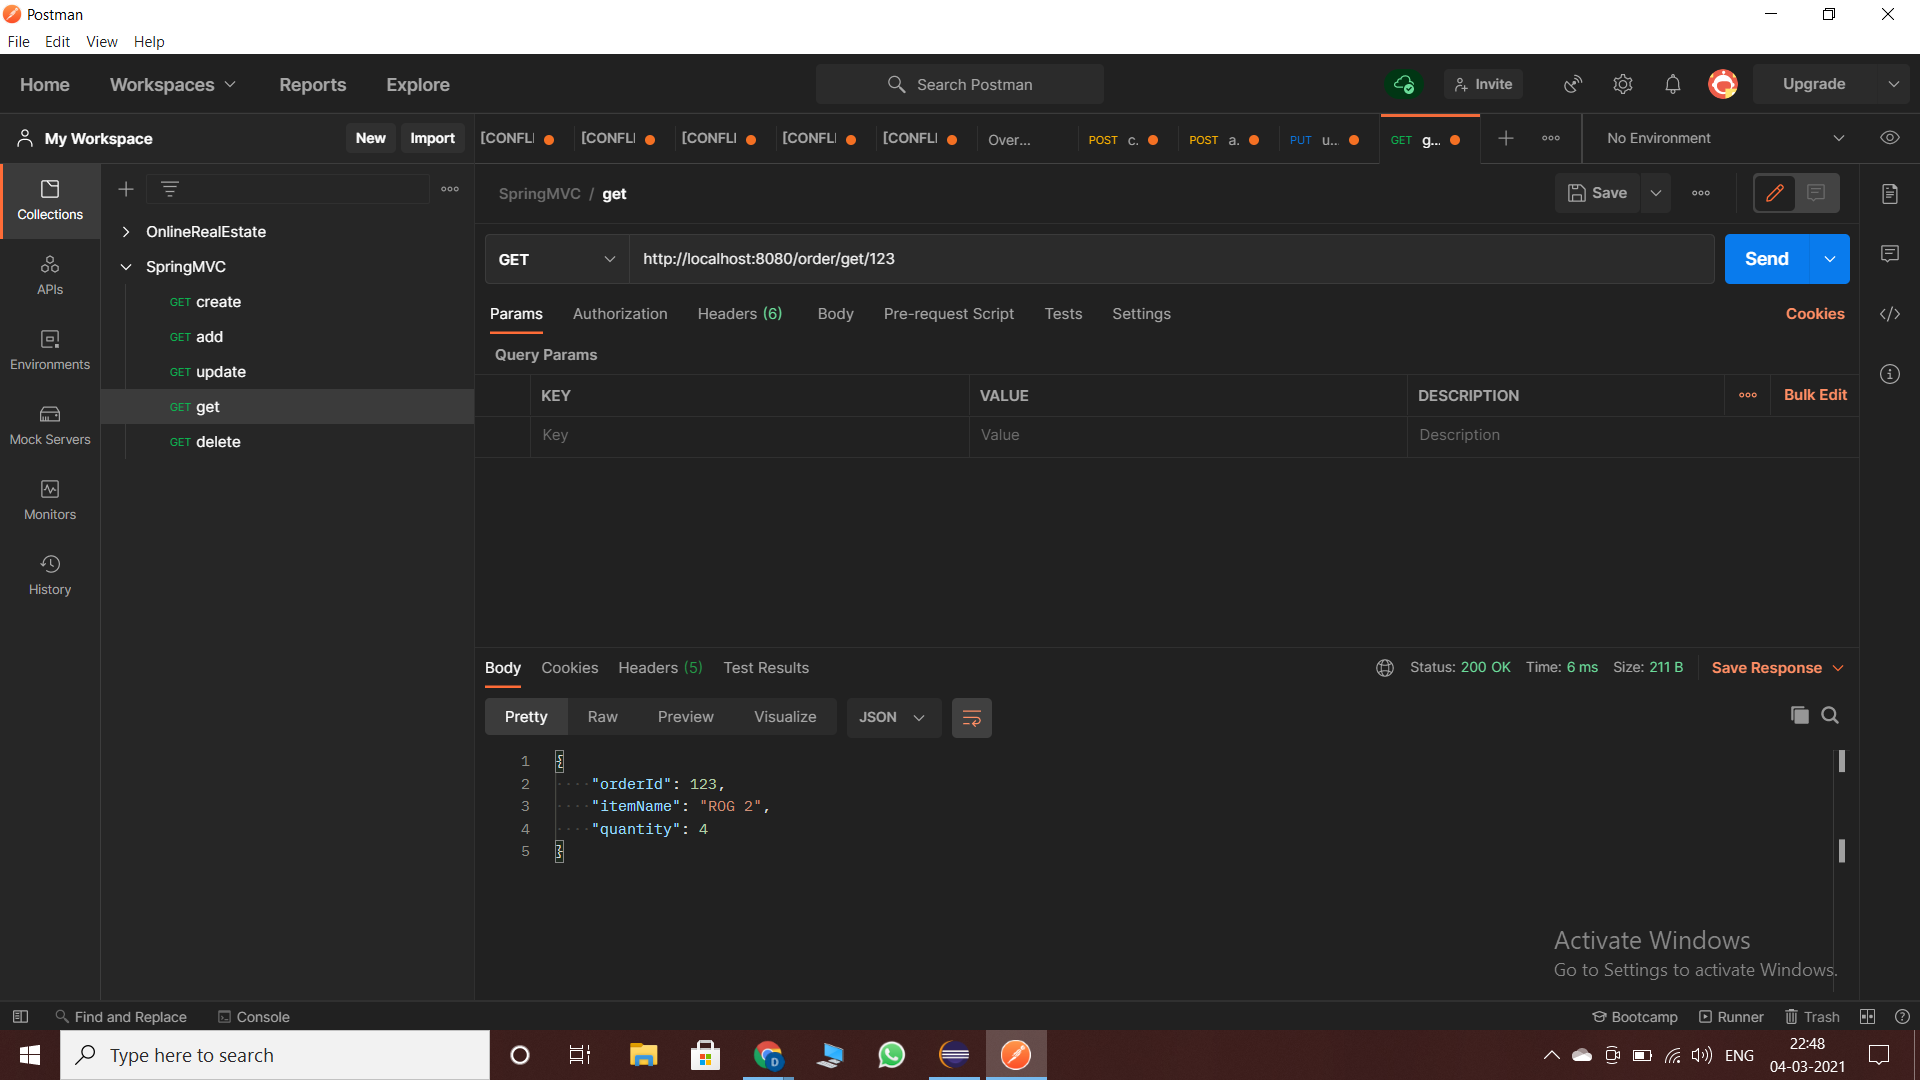 Postman
File Edit View Help
Home Workspaces Reports Explore Search Postman Invite Upgrade
My Workspace New Import
[CONFLI [CONFLI [CONFLI [CONFLI [CONFLI Over... POST c. POST a. PUT u... GET g... No Environment
Collections
APIs
Environments
Mock Servers
Monitors
History
OnlineRealEstate
SpringMVC
GET create
GET add
GET update
GET get
GET delete
SpringMVC / get Save
GET http://localhost:8080/order/get/123 Send
Params Authorization Headers (6) Body Pre-request Script Tests Settings Cookies
Query Params
KEY VALUE DESCRIPTION Bulk Edit
Key Value Description
Body Cookies Headers (5) Test Results Status: 200 OK Time: 6 ms Size: 211 B Save Response
Pretty Raw Preview Visualize JSON
1 {
2 "orderId": 123,
3 "itemName": "ROG 2",
4 "quantity": 4
5 }
Activate Windows
Go to Settings to activate Windows.
Find and Replace Console Bootcamp Runner Trash
Type here to search D ENG 22:48
04-03-2021